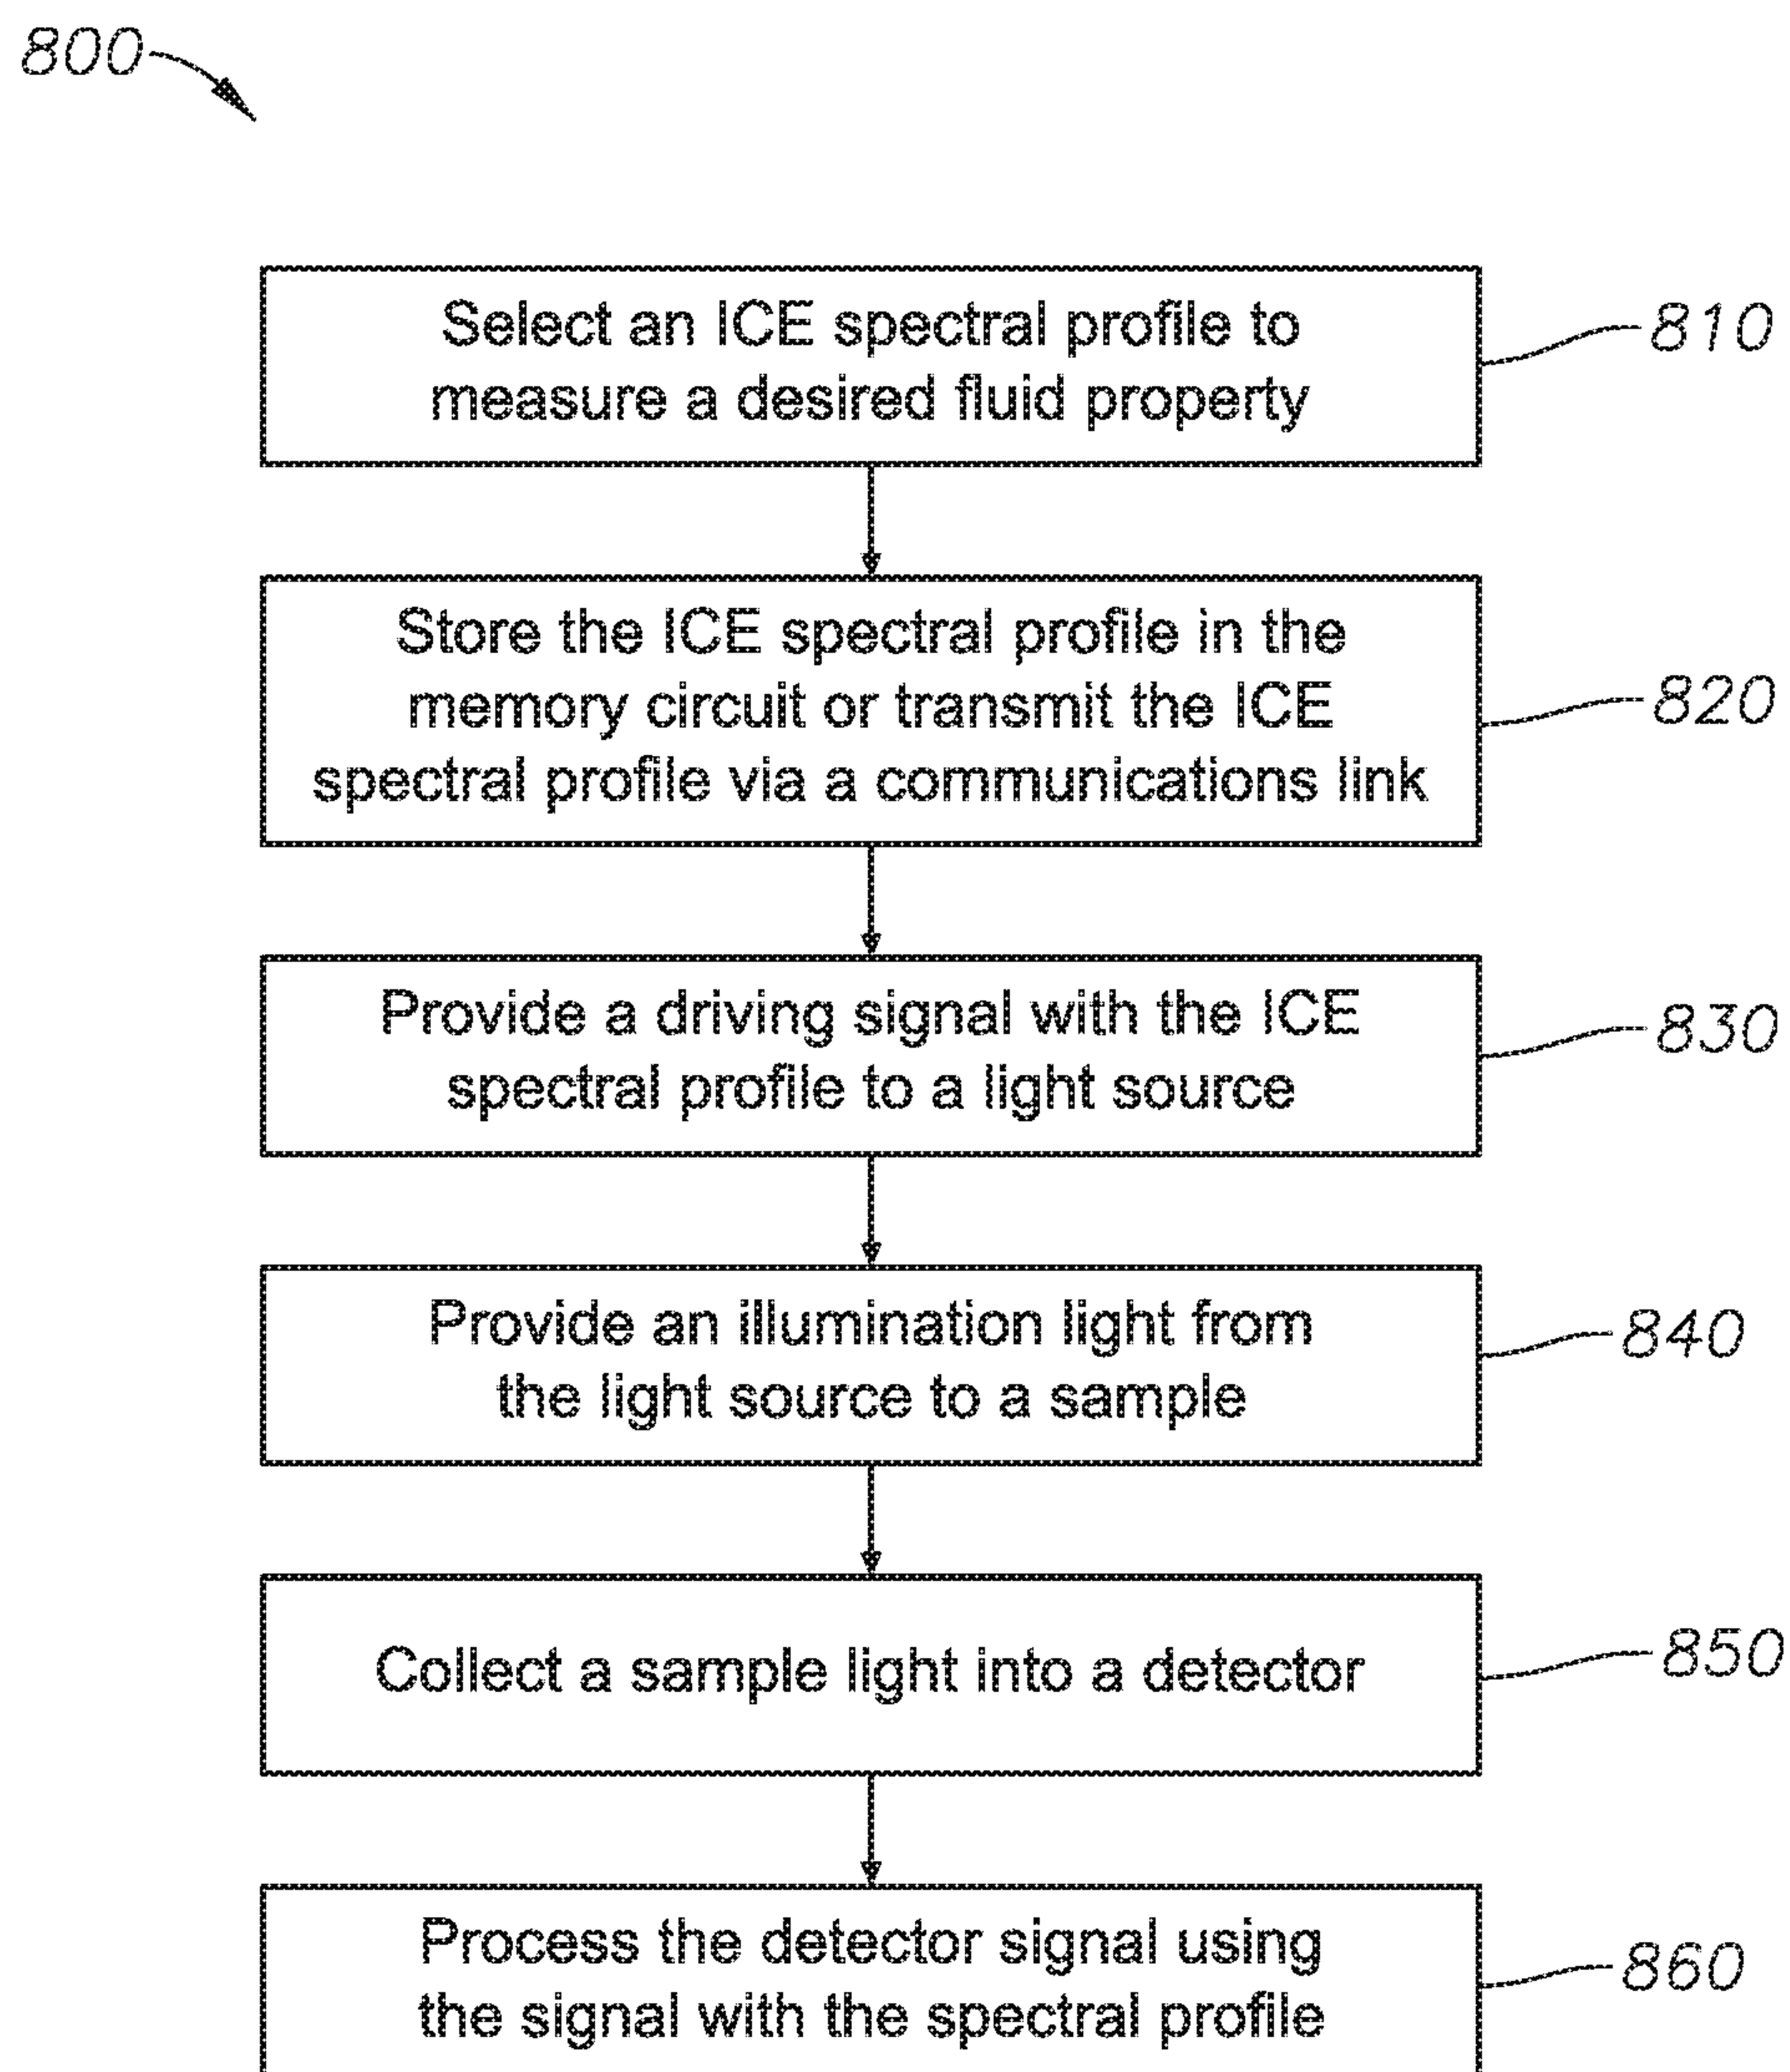 800
Select an ICE spectral profile to
measure a desired fluid property
810
Store the ICE spectral profile in the
memory circuit or transmit the ICE
spectral profile via a communications link
820
Provide a driving signal with the ICE
spectral profile to a light source
830
Provide an illumination light from
the light source to a sample
840
Collect a sample light into a detector
850
Process the detector signal using
the signal with the spectral profile
860